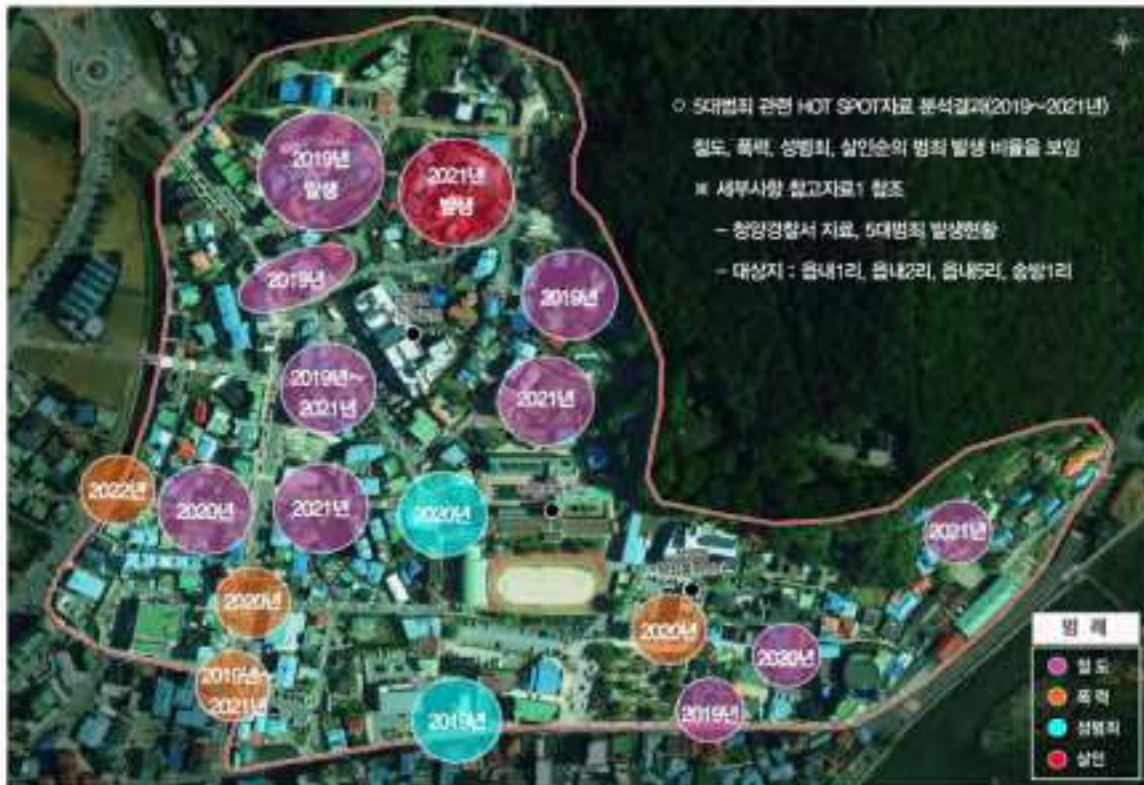 ○ 5대범죄 관련 HOT SPOT자료 분석결과(2019~2021년)
절도, 폭력, 성범죄, 살인순의 범죄 발생 비율을 보임
※ 세부사항 참고자료1 참조
- 청양경찰서 자료, 5대범죄 발생현황
- 대상지 : 읍내1리, 읍내2리, 읍내5리, 송방1리
2019년
발생
2021년
발생
2019년
2019년
2019년~
2021년
2021년
2022년
2020년
2021년
2020년
2021년
2020년
2020년
2020년
2019년~
2021년
2019년
2019년
범 례
절도
폭력
성범죄
살인